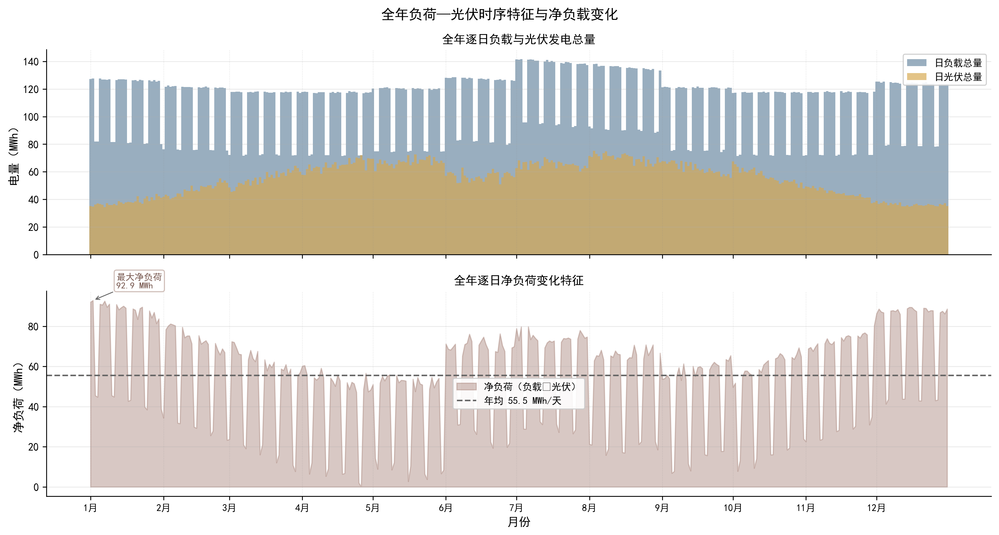 全年负荷—光伏时序特征与净负载变化
全年逐日负载与光伏发电总量
电量 (MWh)
140
120
100
80
60
40
20
0
日负载总量
日光伏总量
全年逐日净负荷变化特征
最大净负荷
92.9 MWh
净负荷 (MWh)
80
60
40
20
0
净负荷（负载□光伏）
年均 55.5 MWh/天
1月 2月 3月 4月 5月 6月 7月 8月 9月 10月 11月 12月
月份